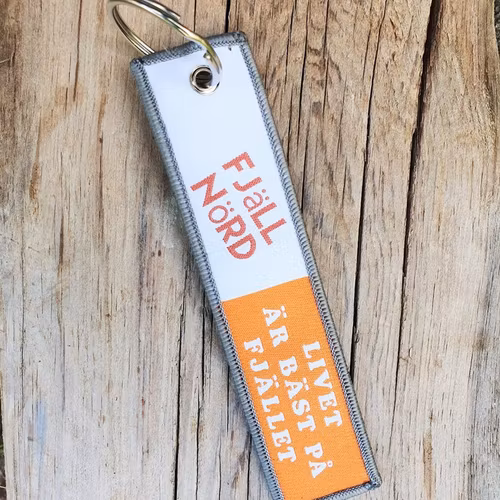 FJäLL
NöRD
LIVET
ÄR BÄST PÅ
FJÄLLET